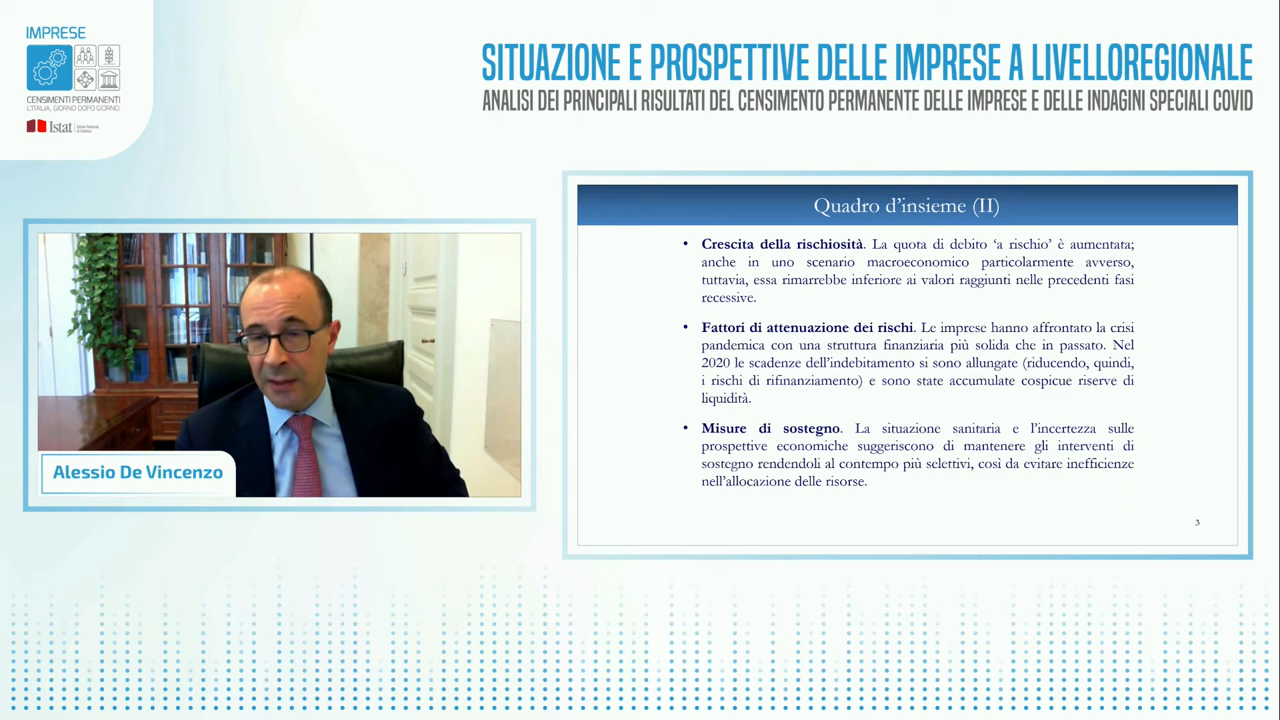 IMPRESE
CENSIMENTI PERMANENTI
L'ITALIA, GIORNO DOPO GIORNO.
Istat
SITUAZIONE E PROSPETTIVE DELLE IMPRESE A LIVELLOREGIONALE
ANALISI DEI PRINCIPALI RISULTATI DEL CENSIMENTO PERMANENTE DELLE IMPRESE E DELLE INDAGINI SPECIALI COVID
Alessio De Vincenzo
Quadro d'insieme (II)
• Crescita della rischiosità. La quota di debito ‘a rischio’ è aumentata;
anche in uno scenario macroeconomico particolarmente avverso,
tuttavia, essa rimarrebbe inferiore ai valori raggiunti nelle precedenti fasi
recessive.
• Fattori di attenuazione dei rischi. Le imprese hanno affrontato la crisi
pandemica con una struttura finanziaria più solida che in passato. Nel
2020 le scadenze dell’indebitamento si sono allungate (riducendo, quindi,
i rischi di rifinanziamento) e sono state accumulate cospicue riserve di
liquidità.
• Misure di sostegno. La situazione sanitaria e l’incertezza sulle
prospettive economiche suggeriscono di mantenere gli interventi di
sostegno rendendoli al contempo più selettivi, così da evitare inefficienze
nell’allocazione delle risorse.
3